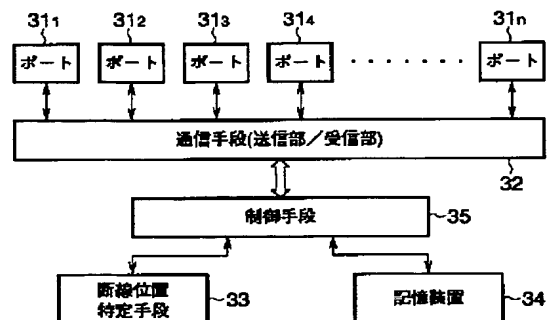 31₁ 31₂ 31₃ 31₄ 31ₙ
ポート ポート ポート ポート ・・・・・・・ ポート
通信手段(送信部/受信部)
32
制御手段 35
断線位置
特定手段 33
記憶装置 34